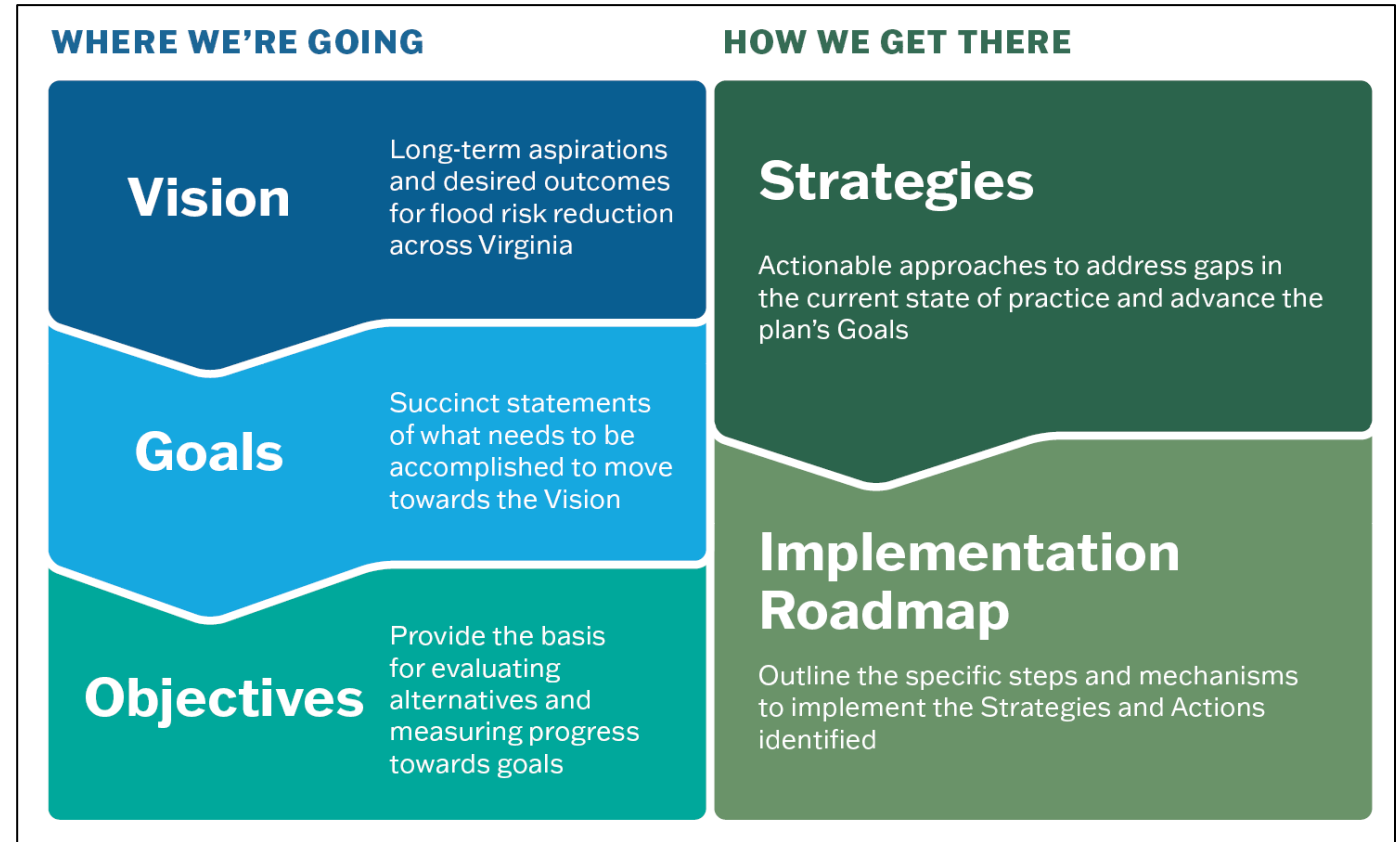 WHERE WE'RE GOING
Vision
Long-term aspirations
and desired outcomes
for flood risk reduction
across Virginia
Goals
Succinct statements
of what needs to be
accomplished to move
towards the Vision
Objectives
Provide the basis
for evaluating
alternatives and
measuring progress
towards goals
HOW WE GET THERE
Strategies
Actionable approaches to address gaps in
the current state of practice and advance the
plan's Goals
Implementation
Roadmap
Outline the specific steps and mechanisms
to implement the Strategies and Actions
identified